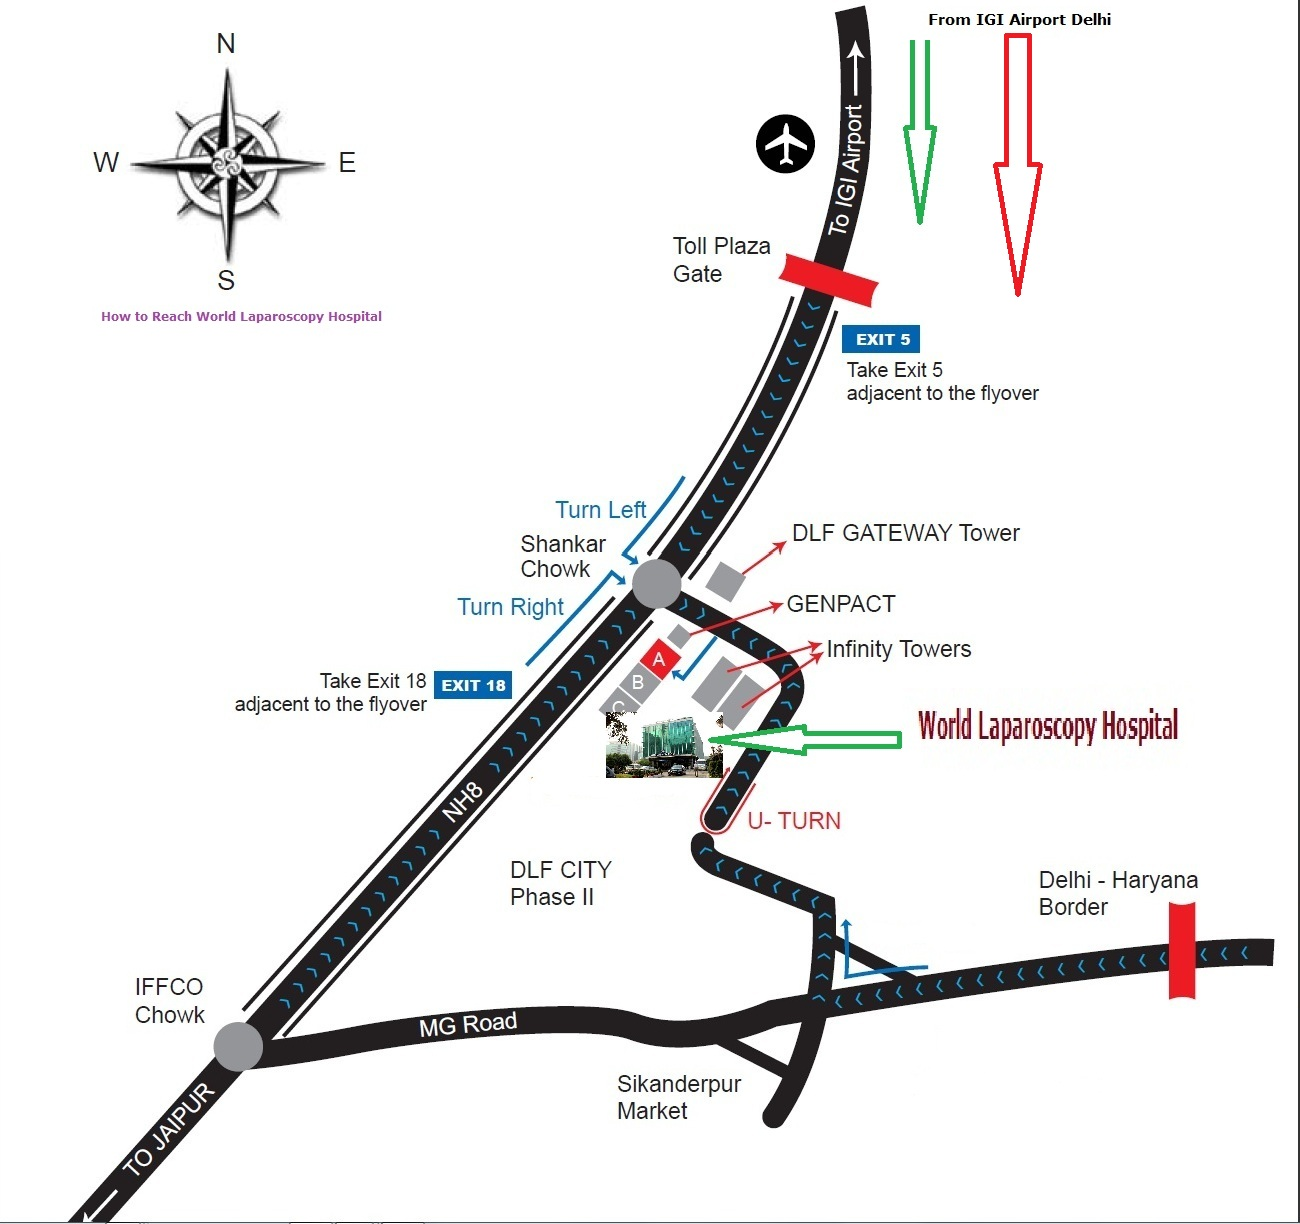 From IGI Airport Delhi
N
W
E
S
How to Reach World Laparoscopy Hospital
To IGI Airport
Toll Plaza
Gate
EXIT 5
Take Exit 5
adjacent to the flyover
Turn Left
Shankar
Chowk
DLF GATEWAY Tower
Turn Right
GENPACT
Infinity Towers
A
B
C
Take Exit 18
adjacent to the flyover
EXIT 18
World Laparoscopy Hospital
NH8
U- TURN
DLF CITY
Phase II
Delhi - Haryana
Border
IFFCO
Chowk
MG Road
Sikanderpur
Market
TO JAIPUR